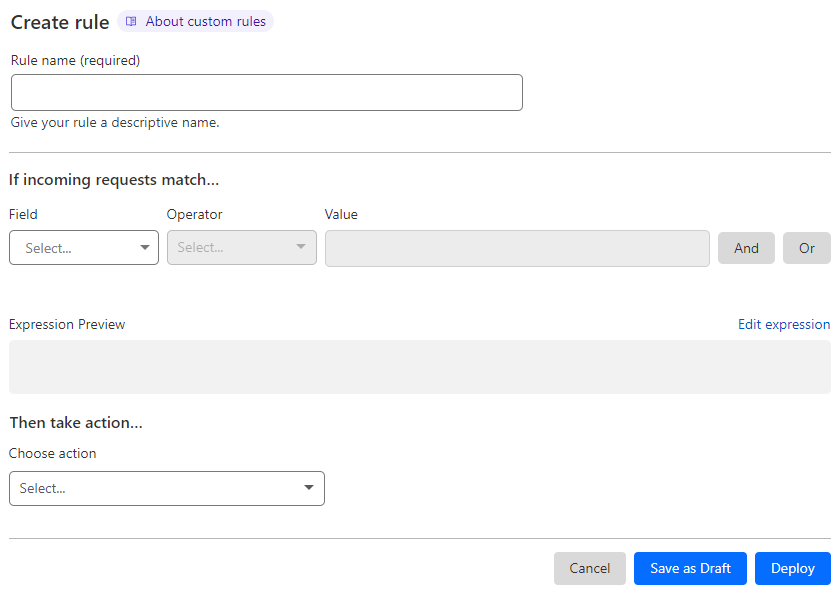 Create rule About custom rules
Rule name (required)
Give your rule a descriptive name.
If incoming requests match...
Field Operator Value
Select... Select... And Or
Expression Preview Edit expression
Then take action...
Choose action
Select...
Cancel Save as Draft Deploy